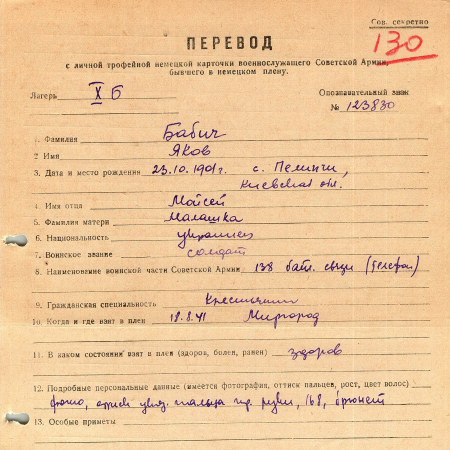 Сов. секретно
130
ПЕРЕВОД
с личной трофейной немецкой карточки военнослужащего Советской Армии,
бывшего в немецком плену.
Лагерь X Б
Опознавательный знак
№ 123830
1. Фамилия Бабич
2 Имя Яков
3. Дата и место рождения 23.10.1901г. с. Пелинги,
Киевская обл.
4. Имя отца Мойсей
5. Фамилия матери Малашка
6. Национальность украинец
7. Воинское звание солдат
8. Наименование воинской части Советской Армии 138 бат. связи (телефон)
9. Гражданская специальность Крестьянин
10. Когда и где взят в плен 18.8.41 Миргород
11. В каком состоянии взят в плен (здоров, болен, ранен) здоров
12. Подробные персональные данные (имеется фотография, оттиск пальцев, рост, цвет волос)
фото, оттиск указ. пальца пр. руки, 168, брюнет
13. Особые приметы